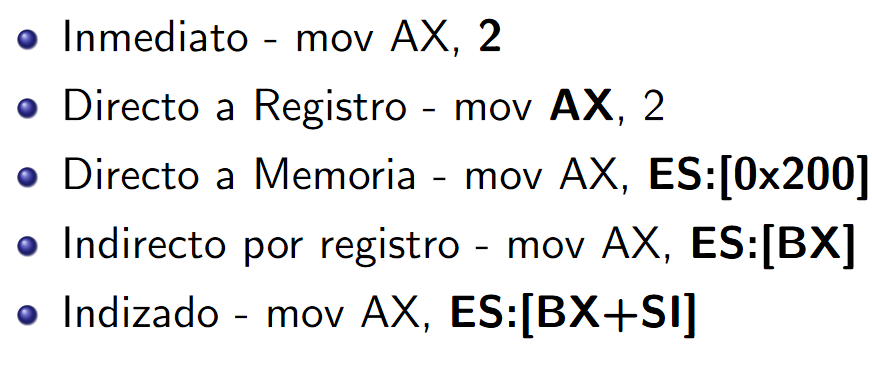 Inmediato - mov AX, 2
Directo a Registro - mov AX, 2
Directo a Memoria - mov AX, ES:[0x200]
Indirecto por registro - mov AX, ES:[BX]
Indizado - mov AX, ES:[BX+SI]